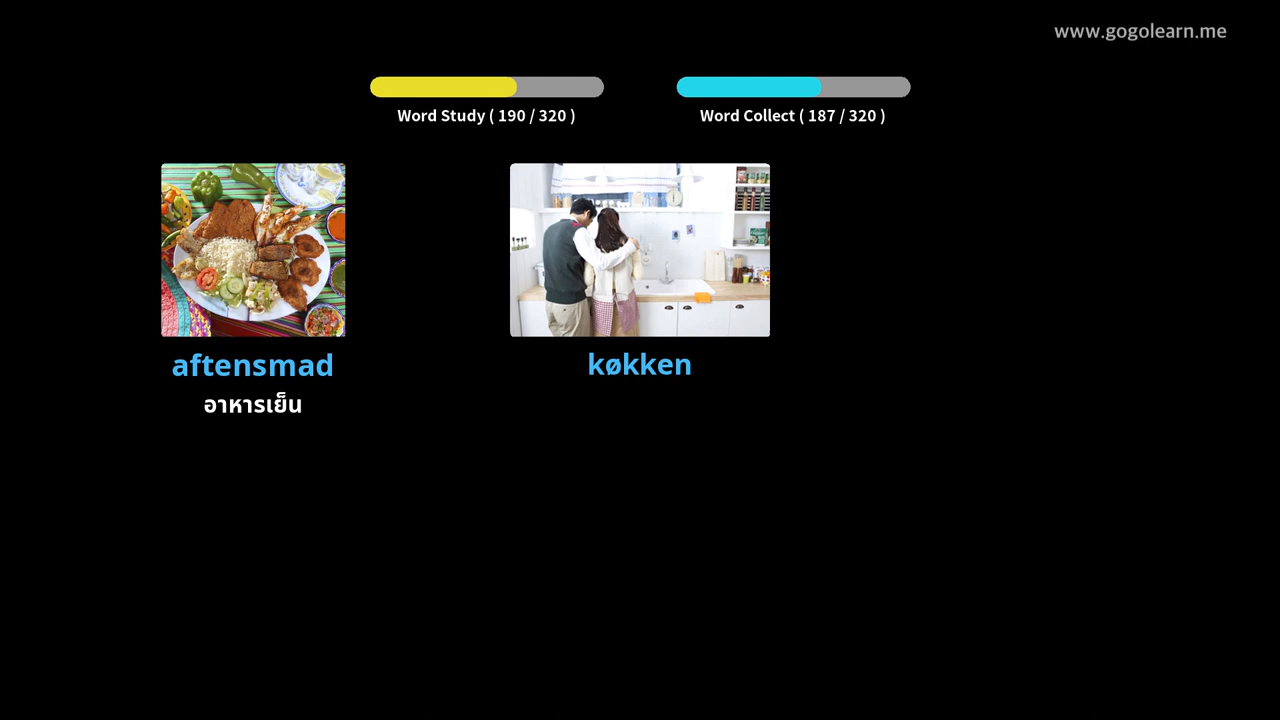 www.gogolearn.me
Word Study ( 190 / 320 )
Word Collect ( 187 / 320 )
aftensmad
อาหารเย็น
køkken